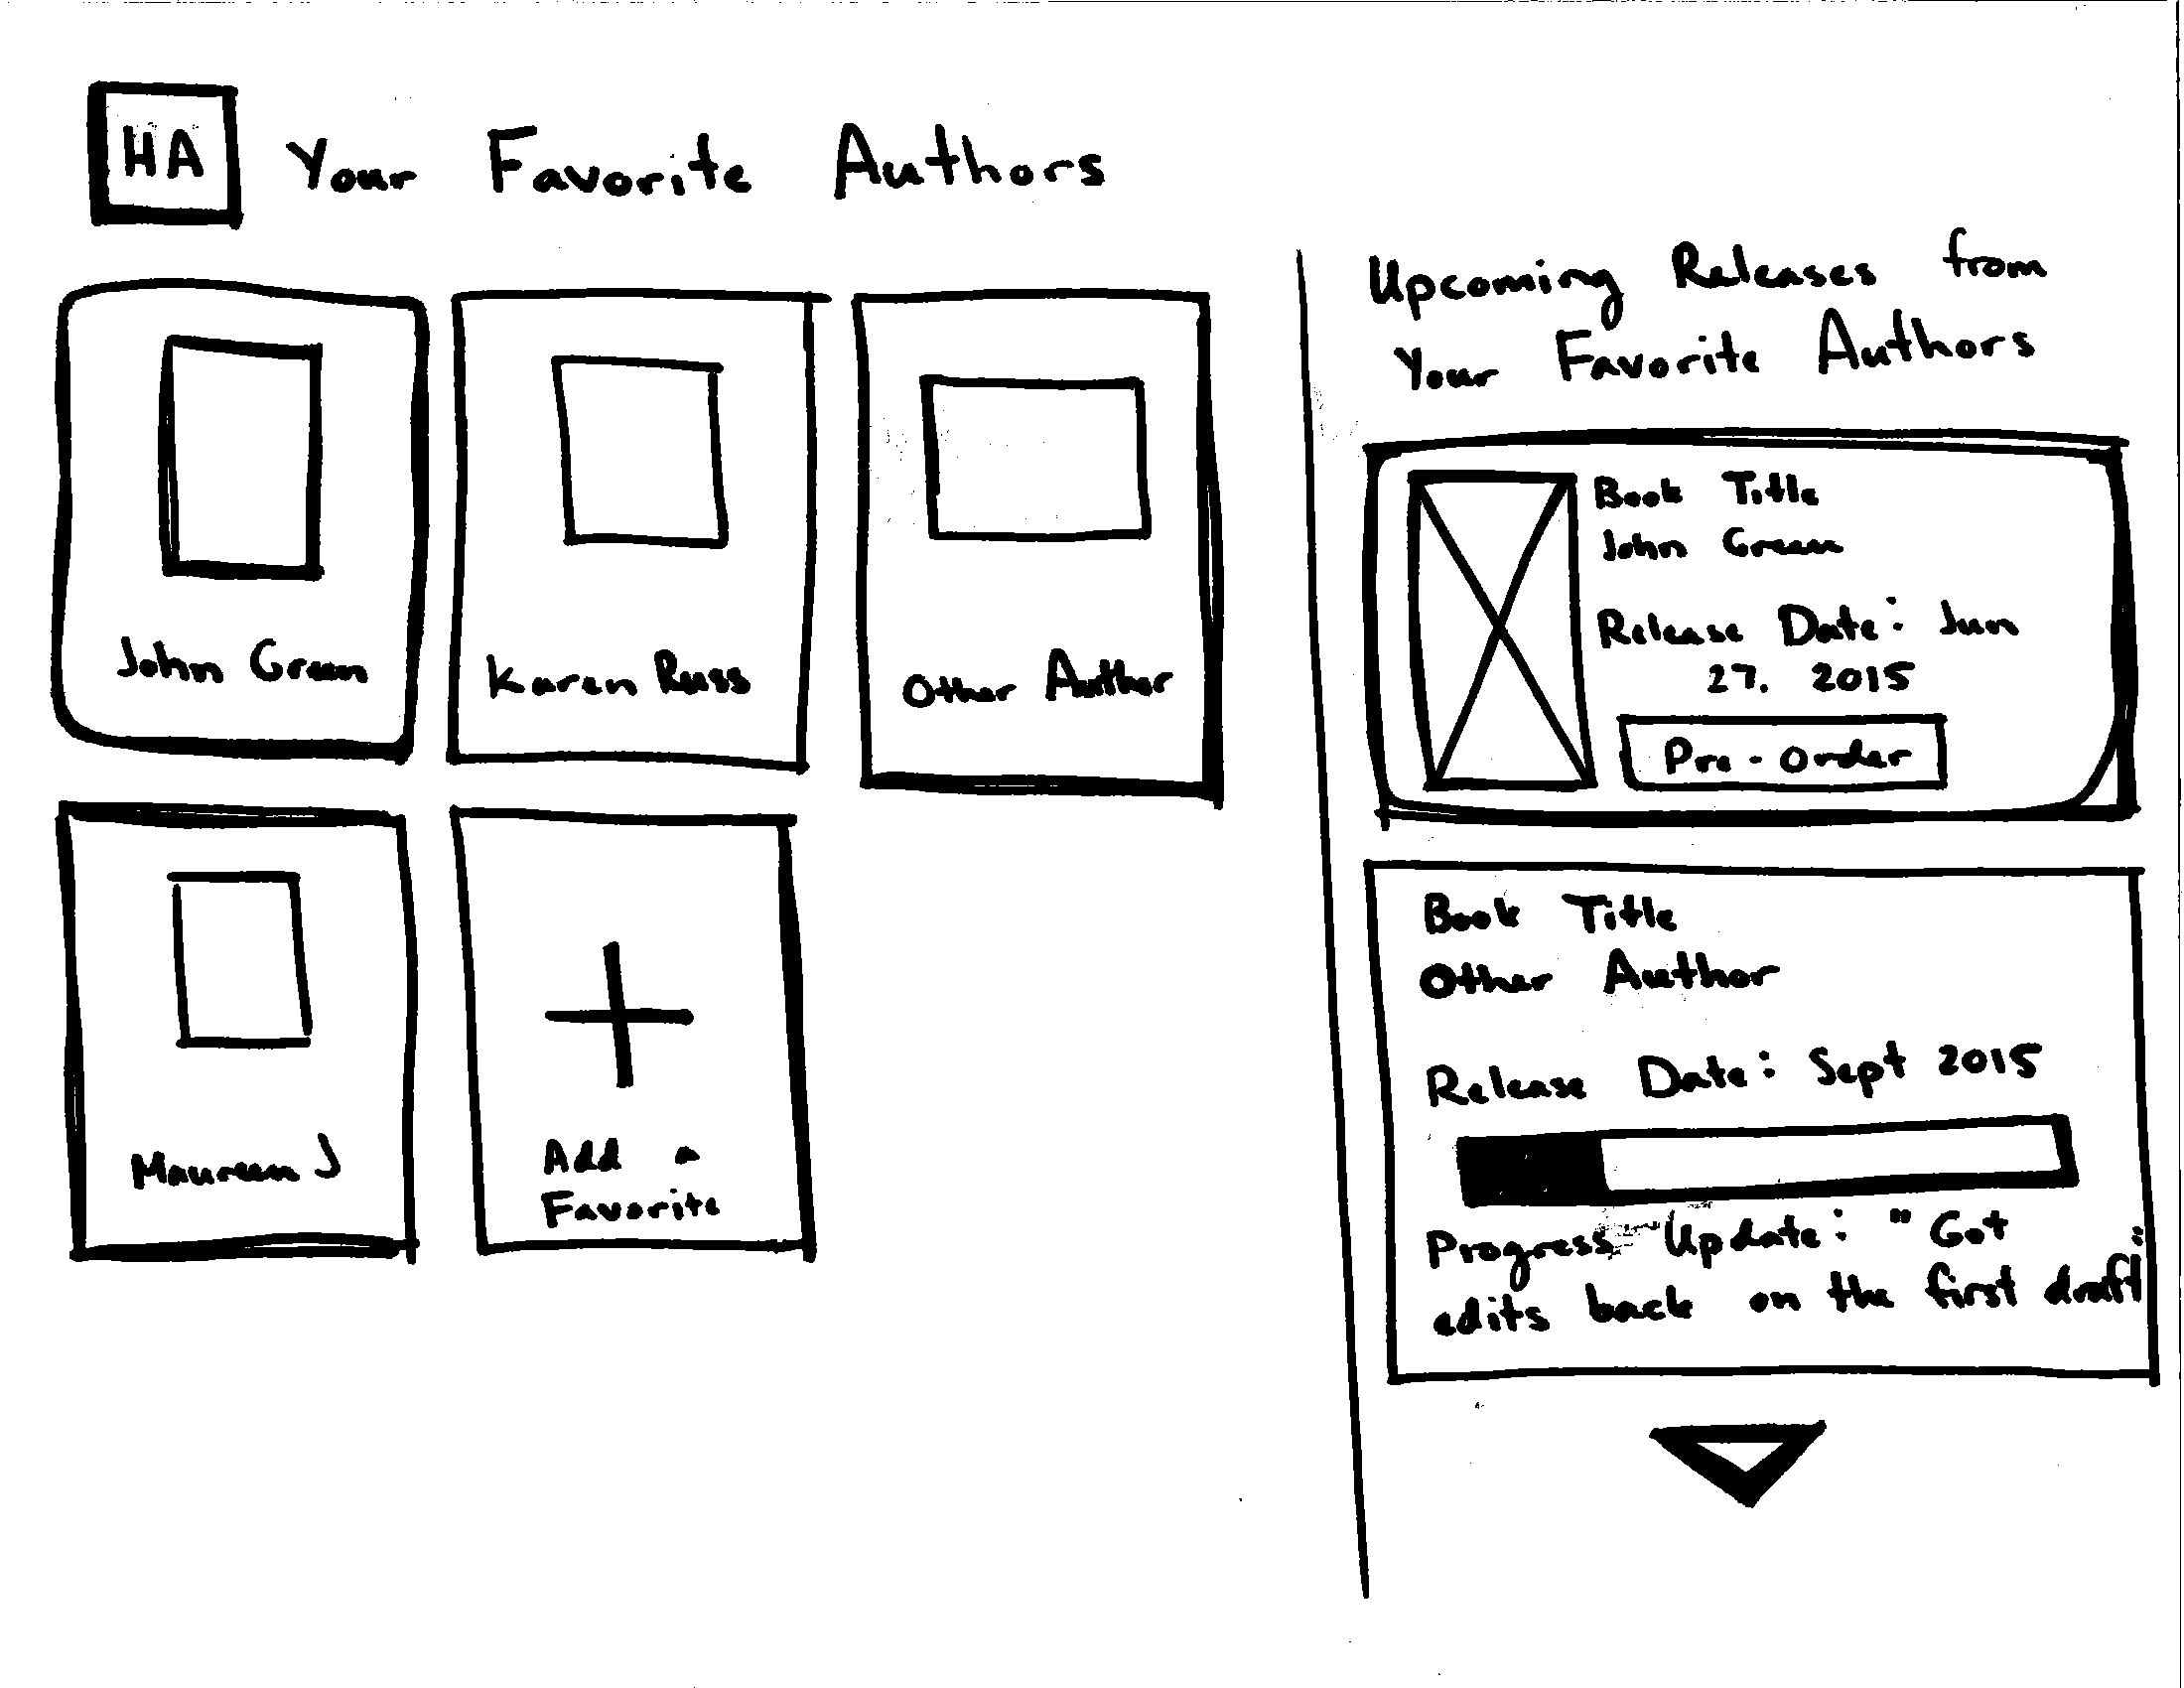 HA
Your Favorite Authors
John Green
Karen Russ
Other Author
Maureen J
Add a
Favorite
Upcoming Releases from
Your Favorite Authors
Book Title
John Green
Release Date: Jun
27. 2015
Pre-order
Book Title
Other Author
Release Date: Sept 2015
Progress Update: "Got
edits back on the first draft"